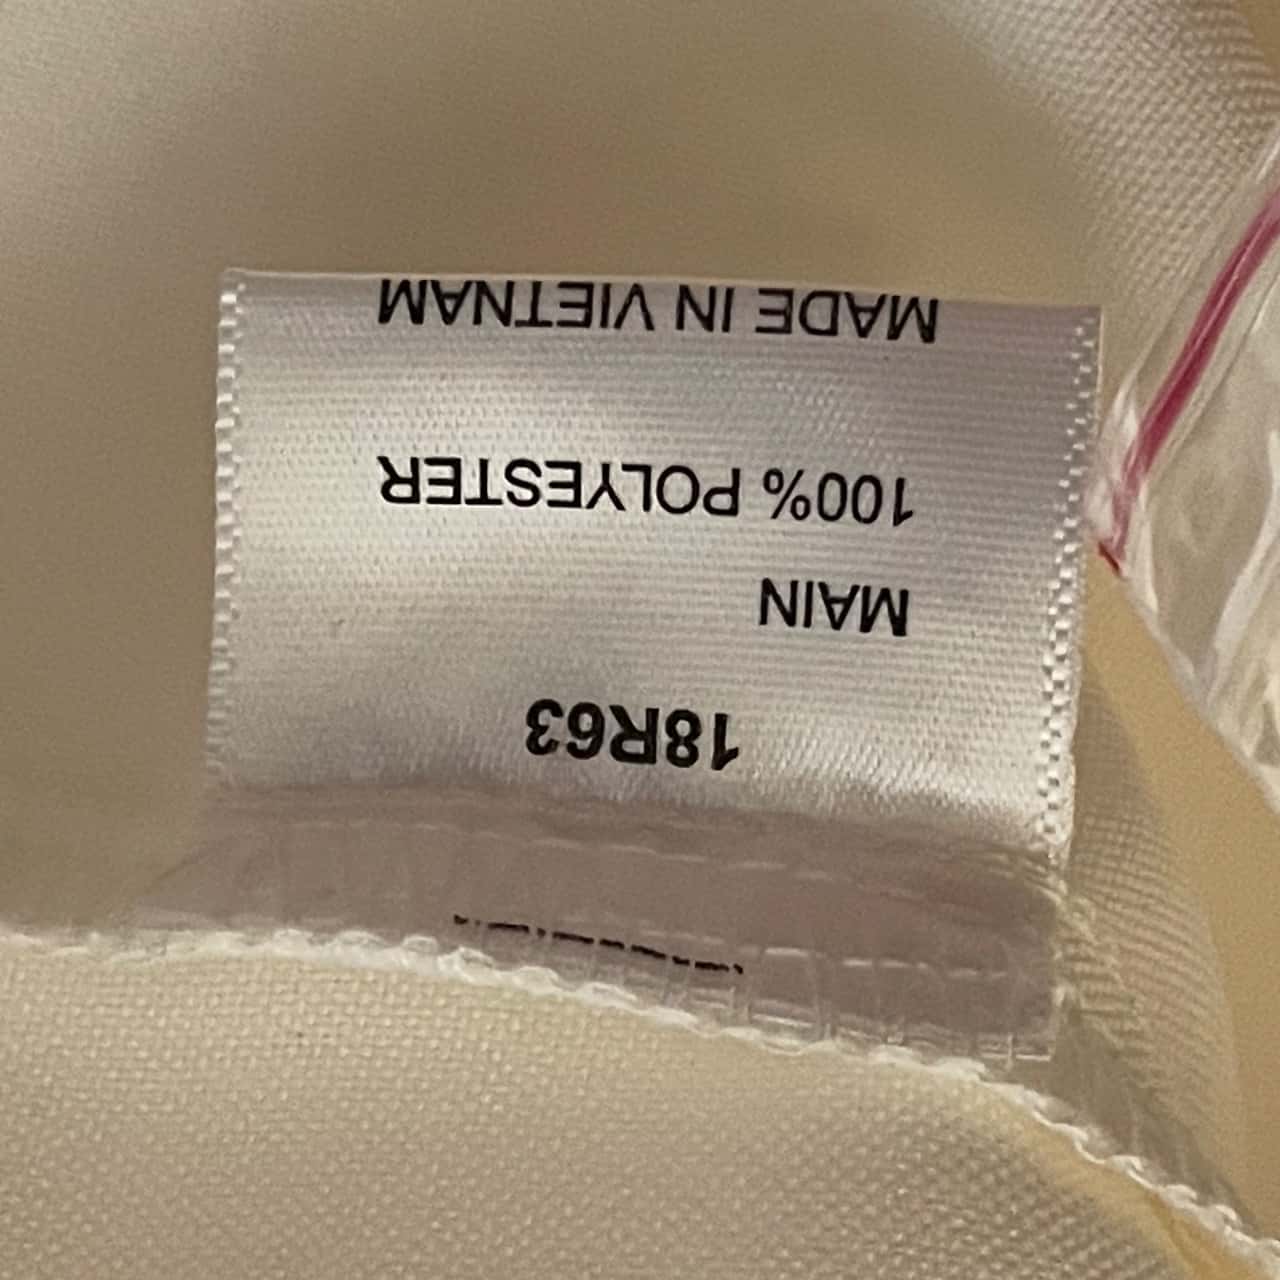 18R63
MAIN
100% POLYESTER
MADE IN VIETNAM